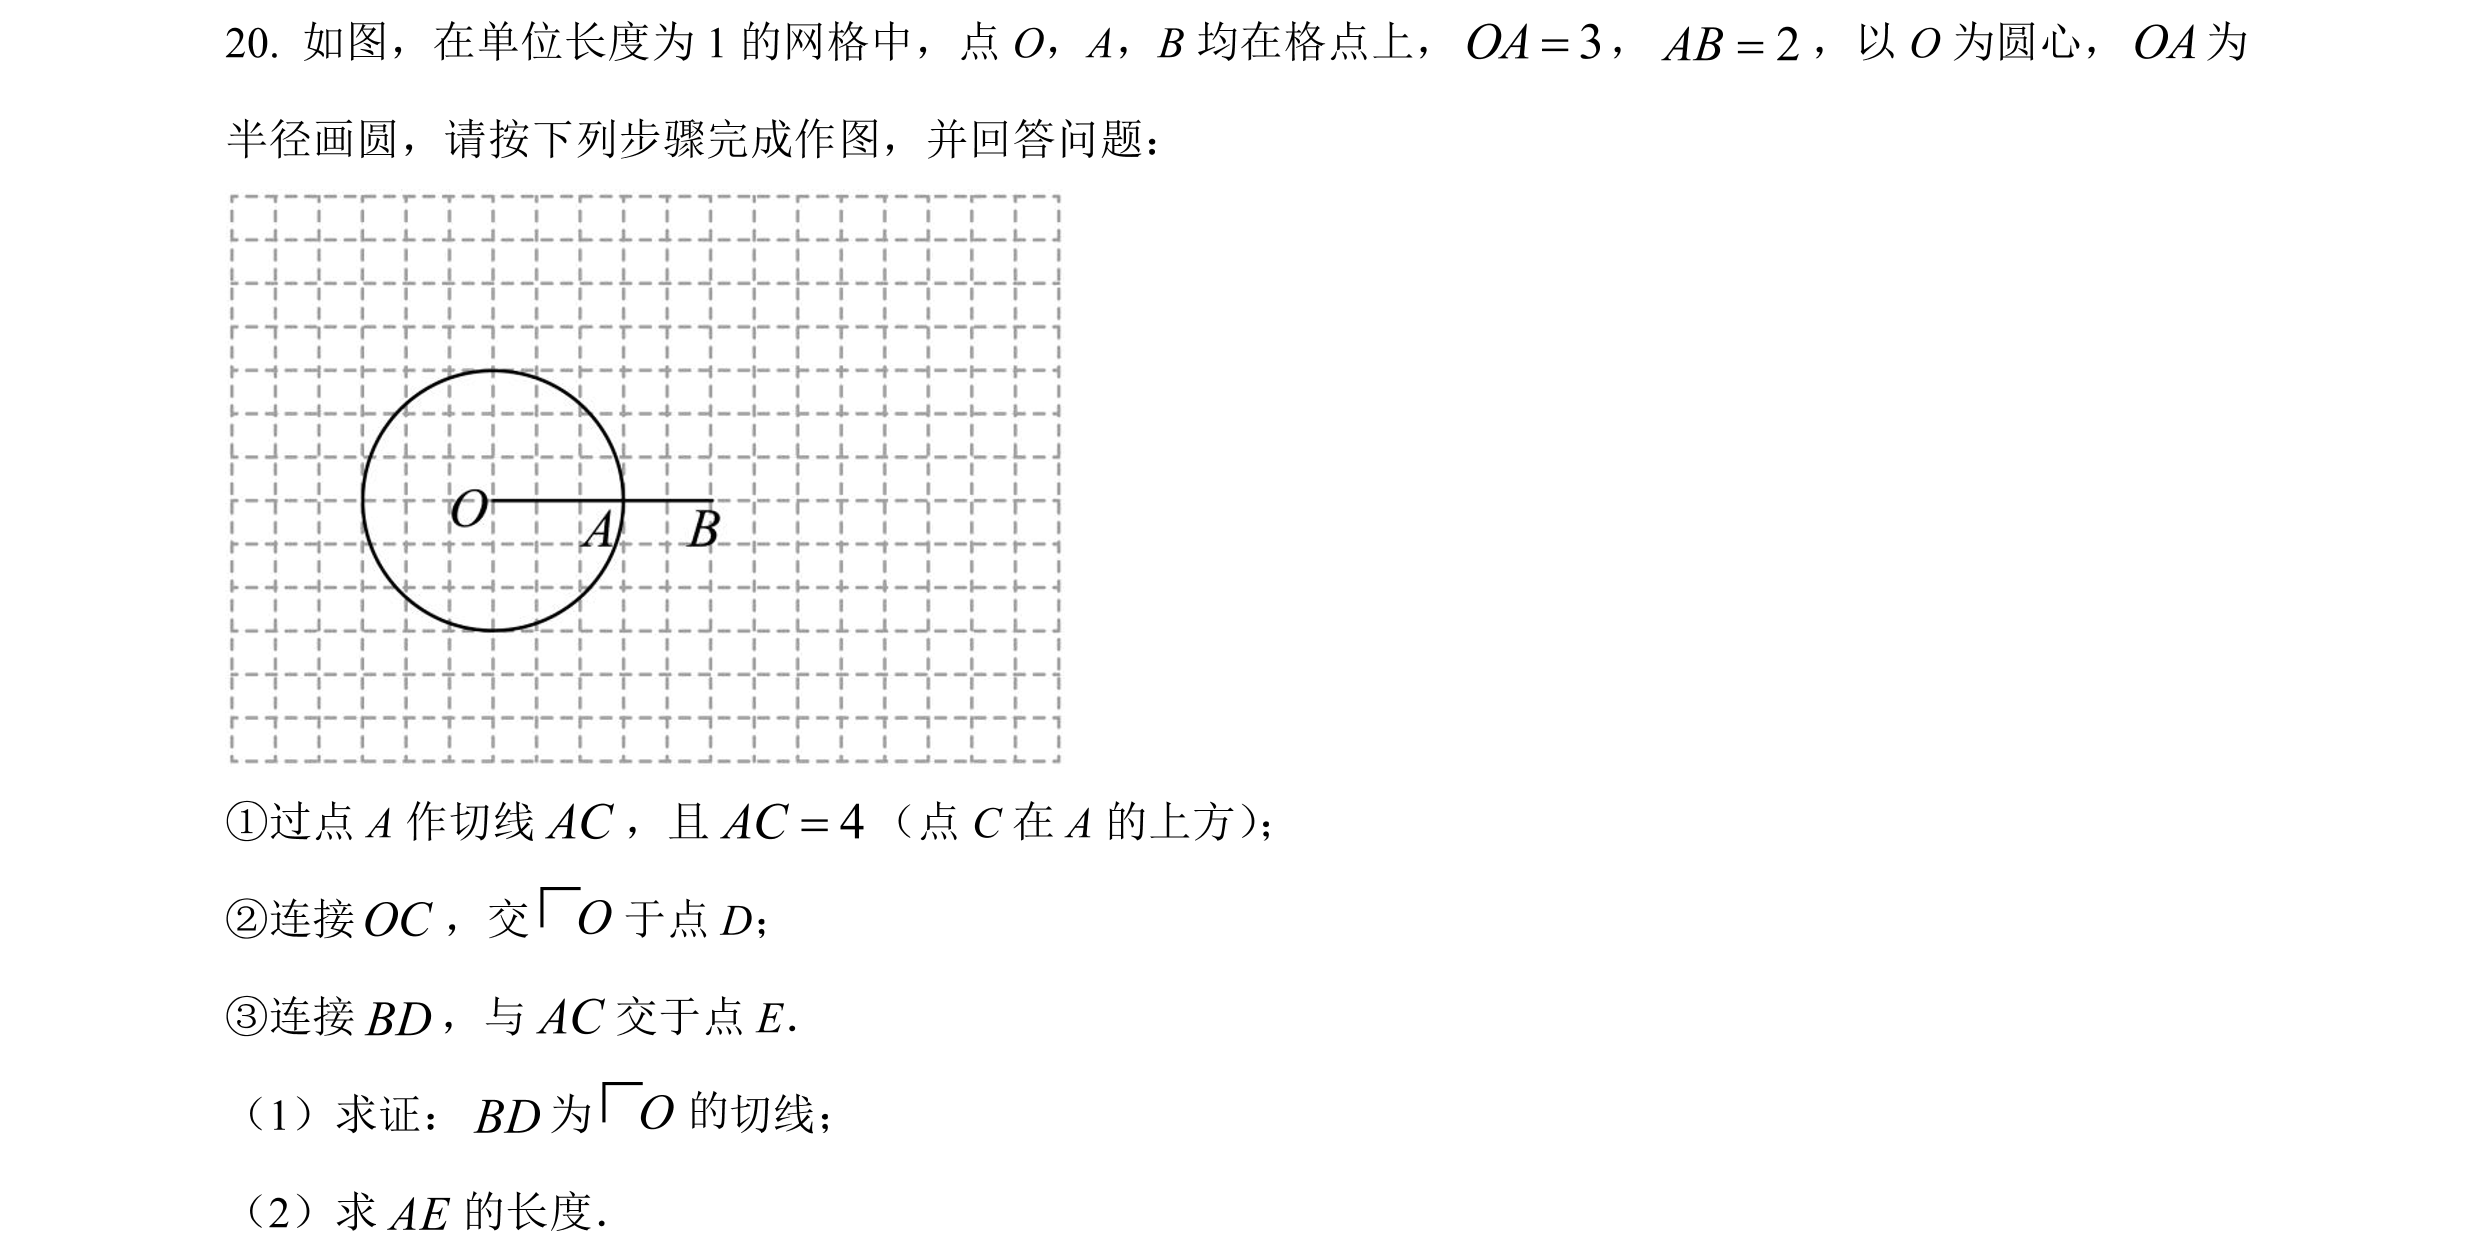 20. 如图，在单位长度为 1 的网格中，点 O，A，B 均在格点上，OA＝3，AB＝2，以 O 为圆心，OA 为
半径画圆，请按下列步骤完成作图，并回答问题：
O
A
B
①过点 A 作切线 AC，且 AC＝4（点 C 在 A 的上方）；
②连接 OC，交 O 于点 D；
③连接 BD，与 AC 交于点 E．
（1）求证：BD 为 O 的切线；
（2）求 AE 的长度．